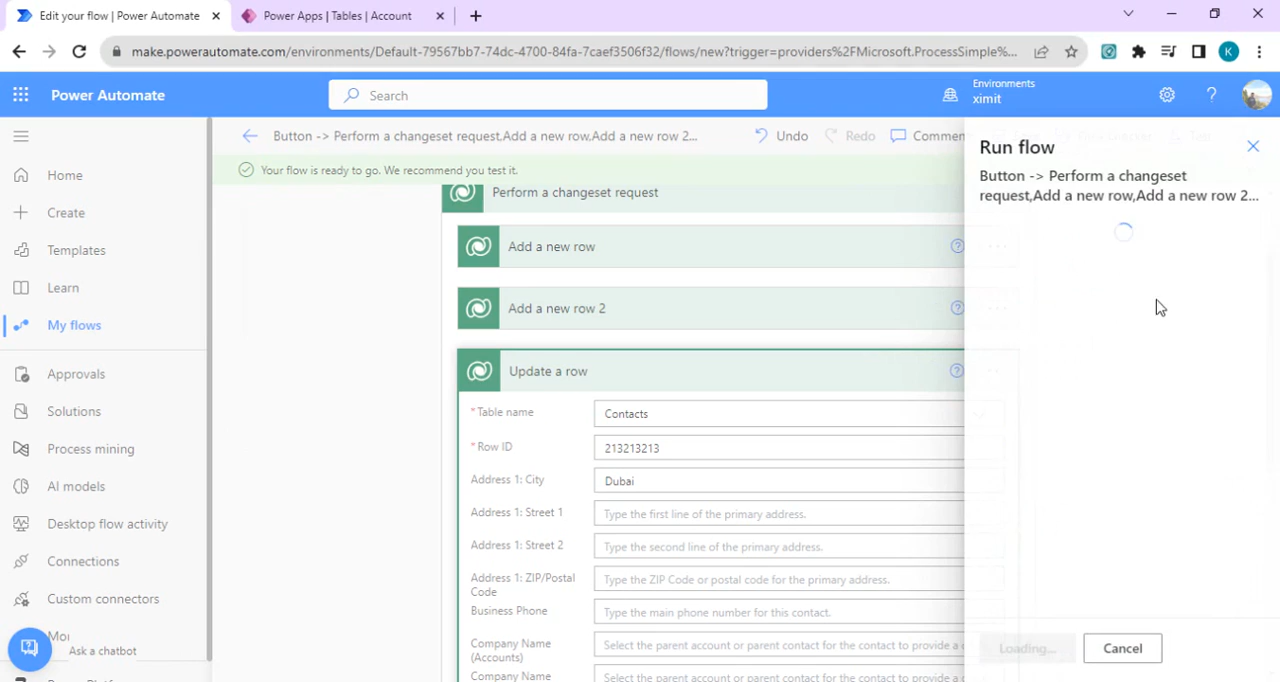 Edit your flow | Power Automate
Power Apps | Tables | Account
make.powerautomate.com/environments/Default-79567bb7-74dc-4700-84fa-7caef3506f32/flows/new?trigger=providers%2FMicrosoft.ProcessSimple%...
K
Power Automate
Search
Environments
ximit
Button -> Perform a changeset request,Add a new row,Add a new row 2...
Undo
Redo
Commen
Your flow is ready to go. We recommend you test it.
Home
Create
Templates
Learn
My flows
Approvals
Solutions
Process mining
AI models
Desktop flow activity
Connections
Custom connectors
Mo
Ask a chatbot
Perform a changeset request
Add a new row
Add a new row 2
Update a row
* Table name
Contacts
* Row ID
213213213
Address 1: City
Dubai
Address 1: Street 1
Type the first line of the primary address.
Address 1: Street 2
Type the second line of the primary address.
Address 1: ZIP/Postal
Code
Type the ZIP Code or postal code for the primary address.
Business Phone
Type the main phone number for this contact.
Company Name
(Accounts)
Select the parent account or parent contact for the contact to provide a c
Company Name
Select the parent account or parent contact for the contact to provide a c
Run flow
Button -> Perform a changeset
request,Add a new row,Add a new row 2...
Loading...
Cancel